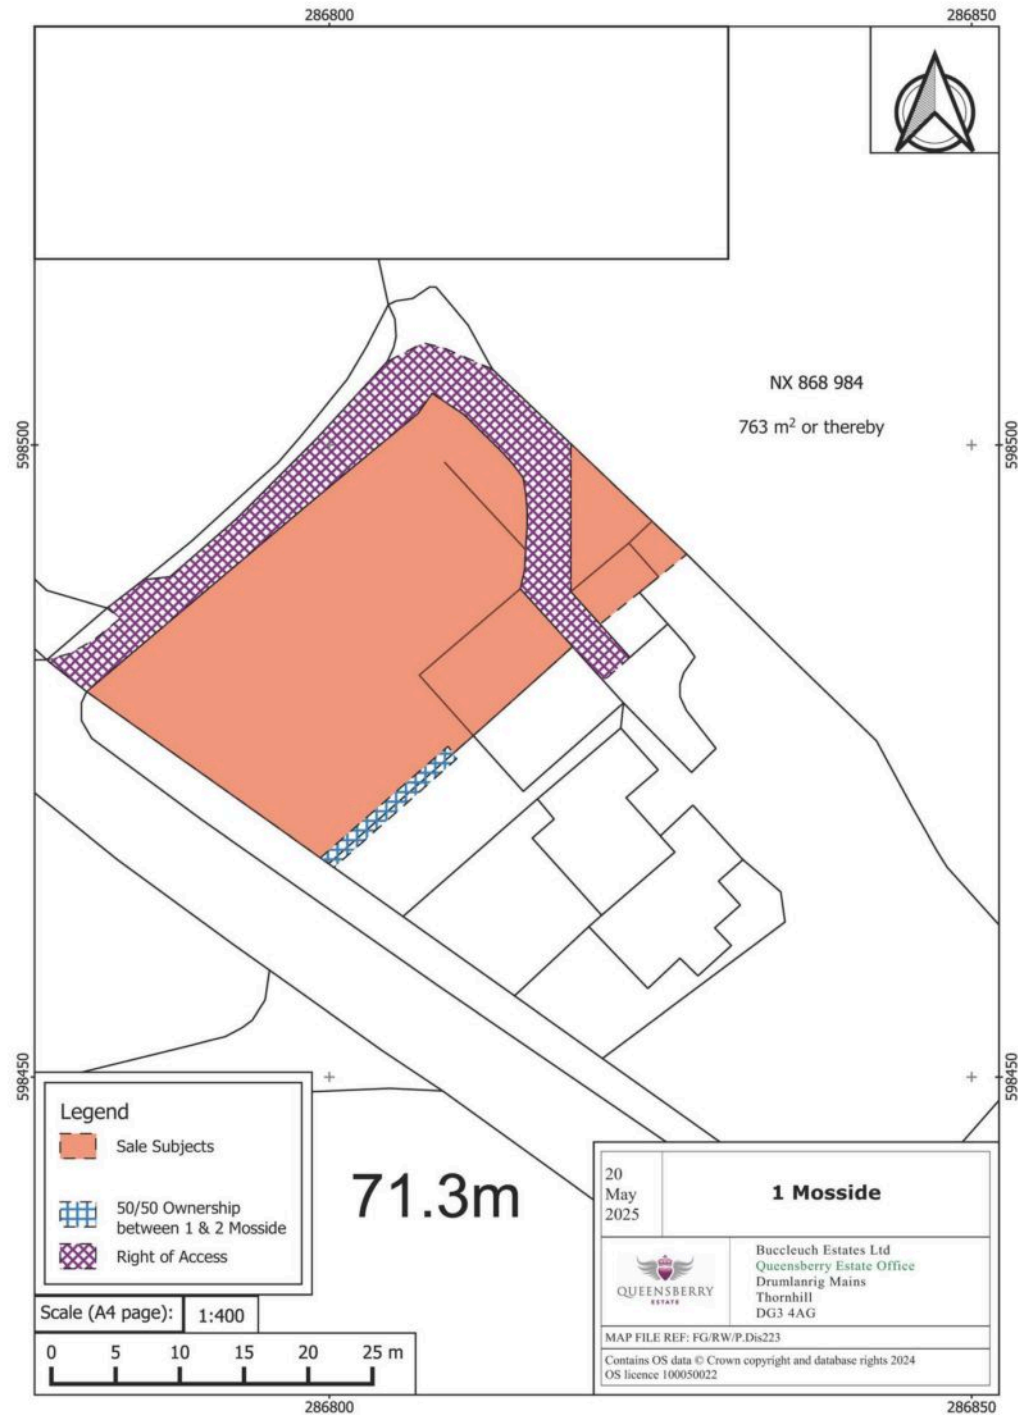 286800
286850
598500
NX 868 984
763 m² or thereby
598500
598450
598450
Legend
Sale Subjects
50/50 Ownership
between 1 & 2 Mosside
Right of Access
71.3m
Scale (A4 page):
1:400
0 5 10 15 20 25 m
20
May
2025
1 Mosside
QUEENSBERRY
ESTATE
Buccleuch Estates Ltd
Queensberry Estate Office
Drumlanrig Mains
Thornhill
DG3 4AG
MAP FILE REF: FG/RW/P.Dis223
Contains OS data © Crown copyright and database rights 2024
OS licence 100050022
286800
286850